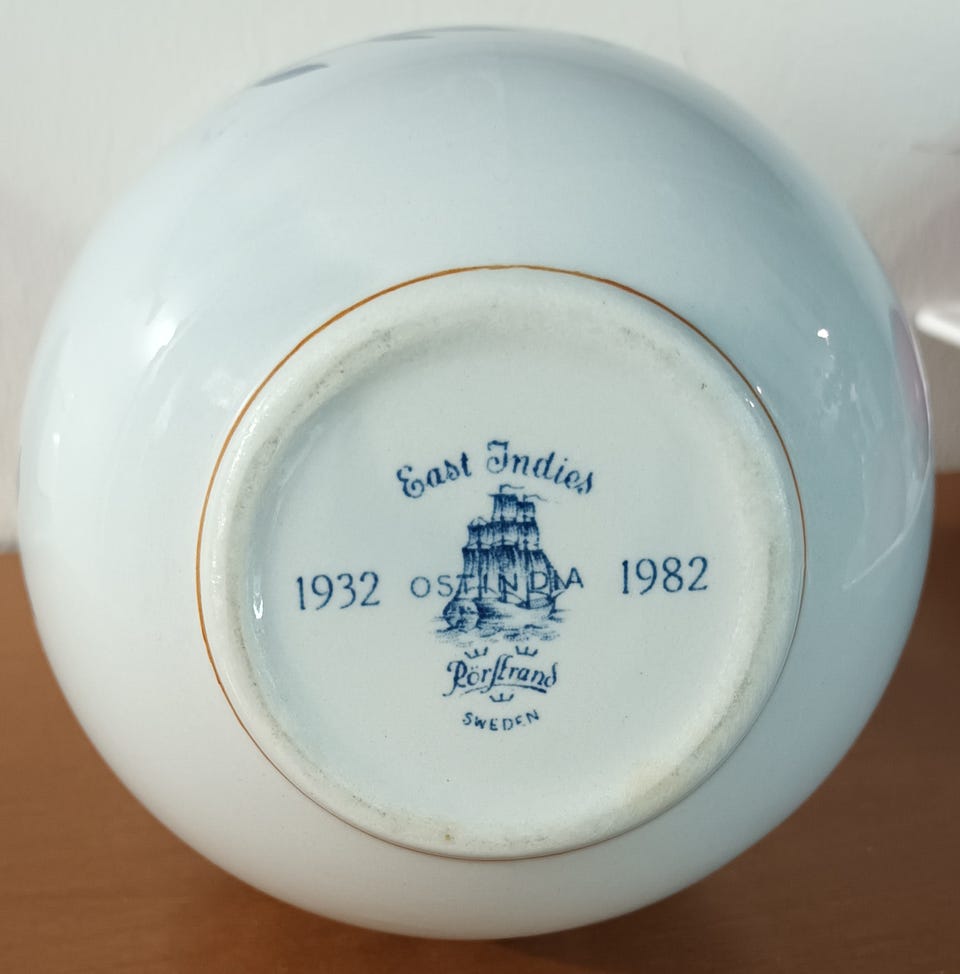 East Indies
1932 OSTINDIA 1982
Rörstrand
SWEDEN